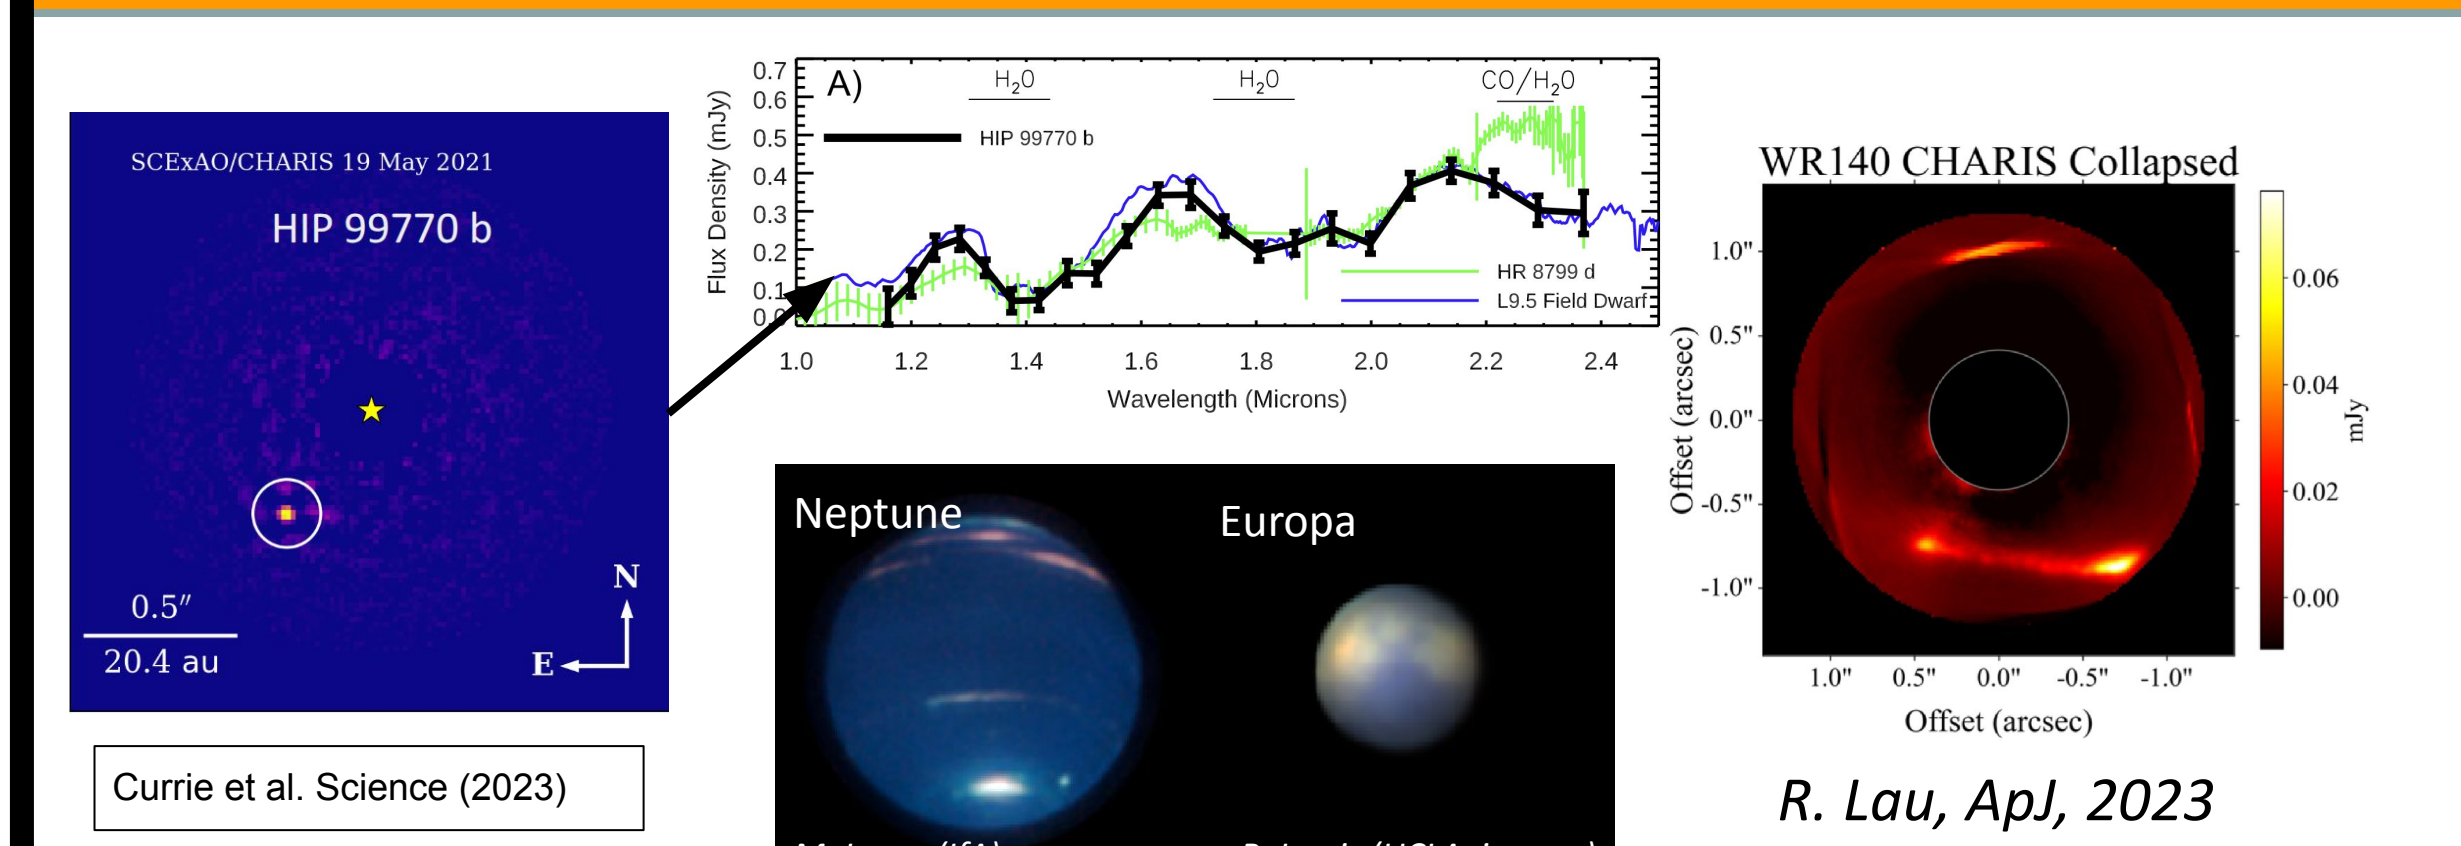 SCExAO/CHARIS 19 May 2021
HIP 99770 b
0.5″
20.4 au
N
E
Currie et al. Science (2023)
A)
H₂O
H₂O
CO/H₂O
HIP 99770 b
HR 8799 d
L9.5 Field Dwarf
Flux Density (mJy)
0.7
0.6
0.5
0.4
0.3
0.2
0.1
0.0
1.0 1.2 1.4 1.6 1.8 2.0 2.2 2.4
Wavelength (Microns)
Neptune
Europa
WR140 CHARIS Collapsed
Offset (arcsec)
1.0"
0.5"
0.0"
-0.5"
-1.0"
1.0" 0.5" 0.0" -0.5" -1.0"
Offset (arcsec)
0.06
0.04
0.02
0.00
mJy
R. Lau, ApJ, 2023